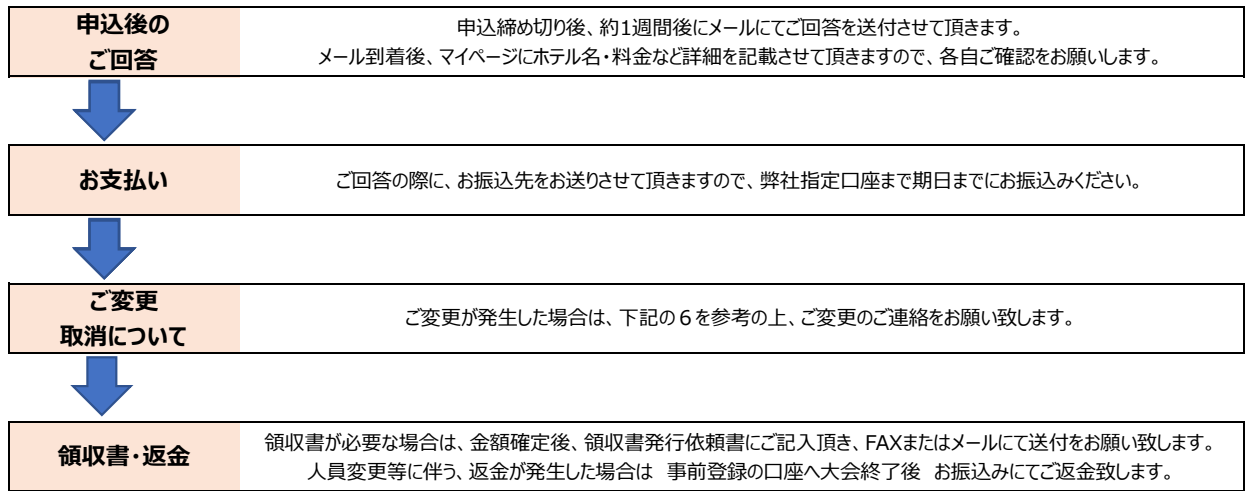 申込後の
ご回答
申込締め切り後、約1週間後にメールにてご回答を送付させて頂きます。
メール到着後、マイページにホテル名・料金など詳細を記載させて頂きますので、各自ご確認をお願いします。
お支払い
ご回答の際に、お振込先をお送りさせて頂きますので、弊社指定口座まで期日までにお振込みください。
ご変更
取消について
ご変更が発生した場合は、下記の６を参考の上、ご変更のご連絡をお願い致します。
領収書・返金
領収書が必要な場合は、金額確定後、領収書発行依頼書にご記入頂き、FAXまたはメールにて送付をお願い致します。
人員変更等に伴う、返金が発生した場合は　事前登録の口座へ大会終了後　お振込みにてご返金致します。